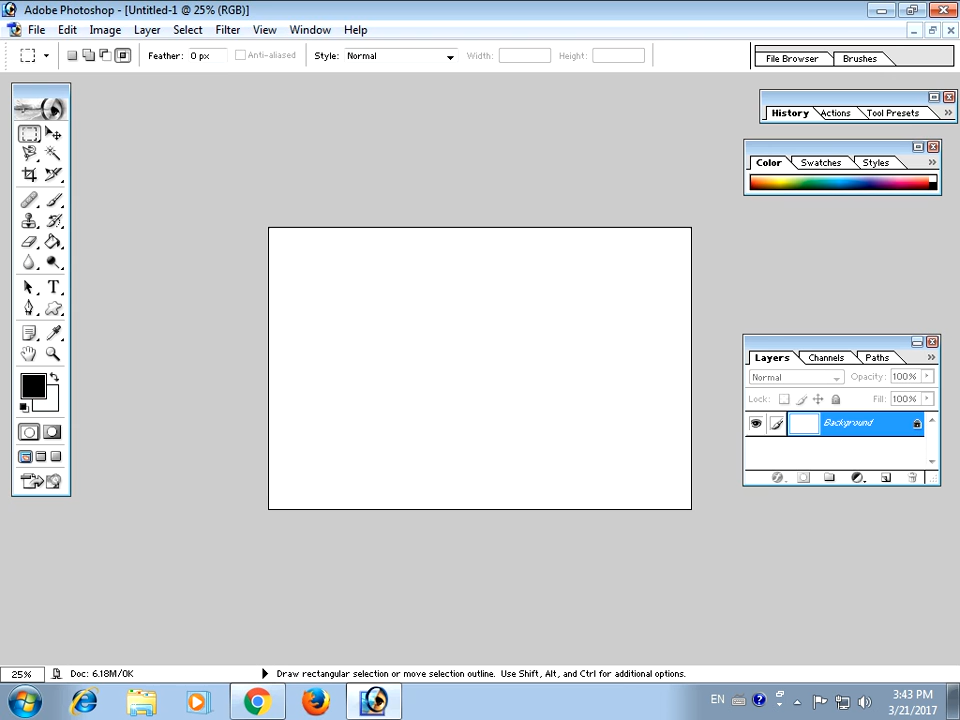 Adobe Photoshop - [Untitled-1 @ 25% (RGB)]
File Edit Image Layer Select Filter View Window Help
Feather: 0 px Anti-aliased Style: Normal Width: Height: File Browser Brushes
History Actions Tool Presets
Color Swatches Styles
T
Layers Channels Paths
Normal Opacity: 100%
Lock: Fill: 100%
Background
25% Doc: 6.18M/0K Draw rectangular selection or move selection outline. Use Shift, Alt, and Ctrl for additional options.
EN 3:43 PM
3/21/2017